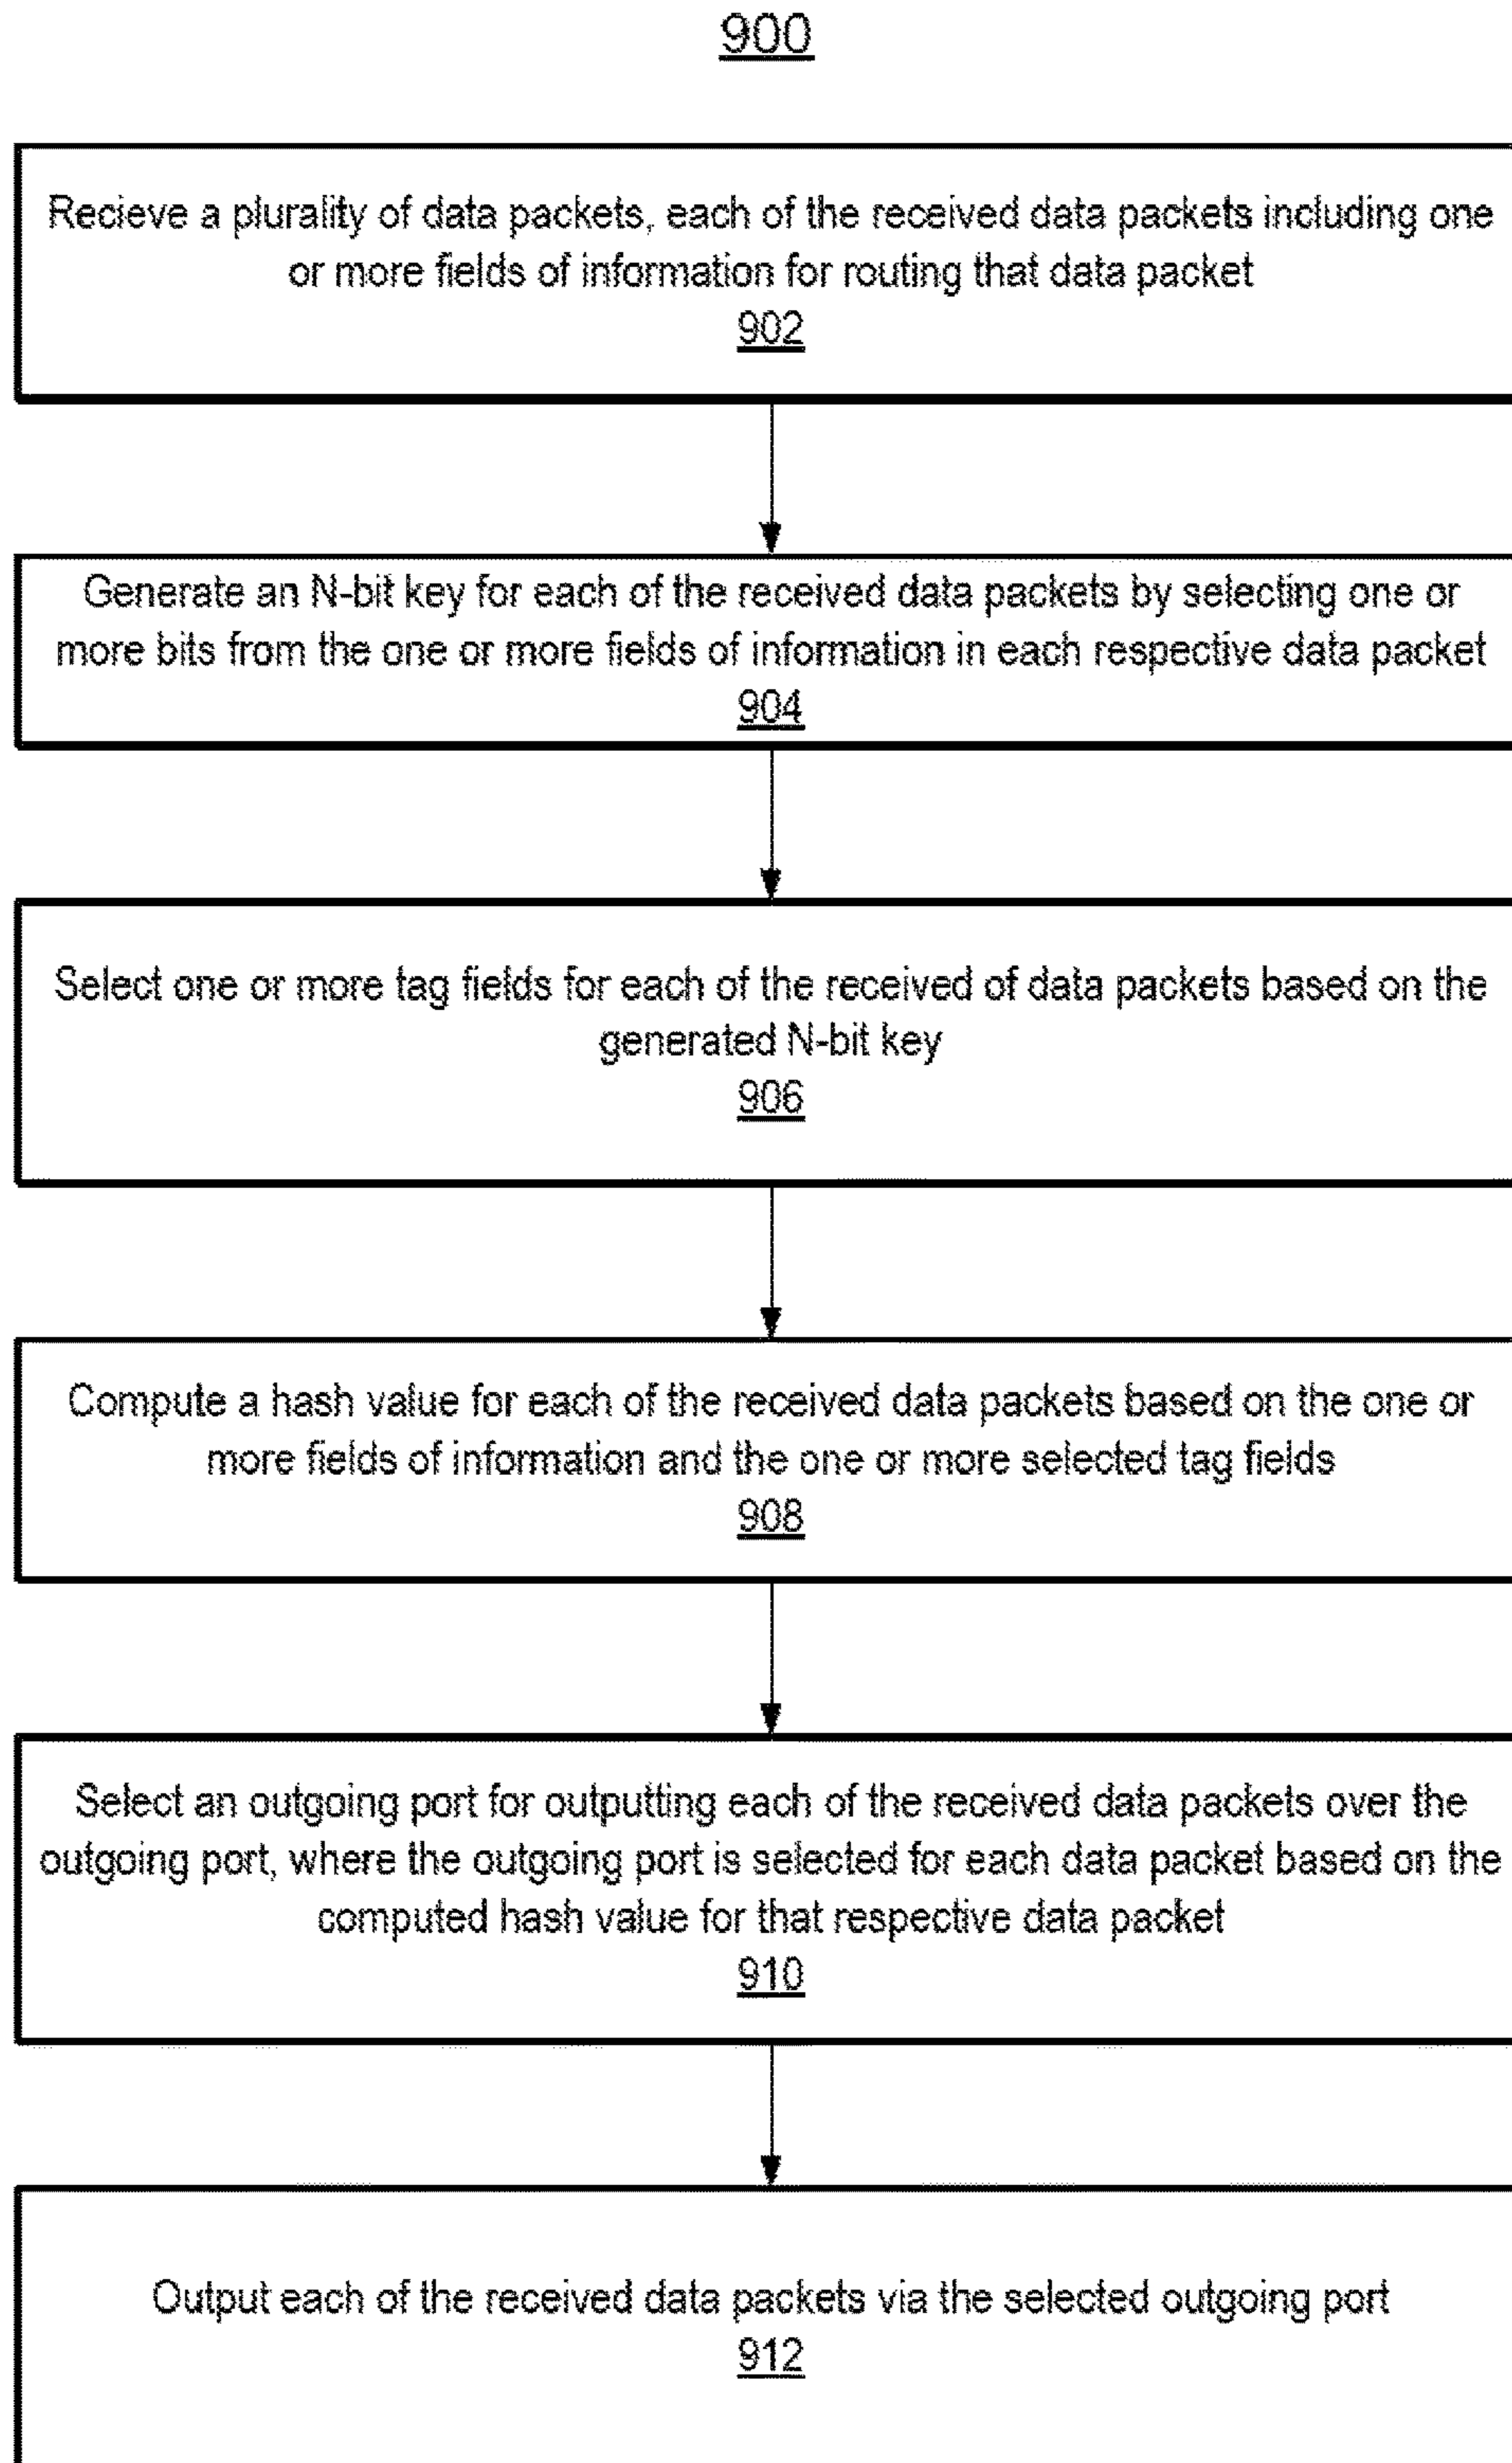 900
Recieve a plurality of data packets, each of the received data packets including one
or more fields of information for routing that data packet
902
Generate an N-bit key for each of the received data packets by selecting one or
more bits from the one or more fields of information in each respective data packet
904
Select one or more tag fields for each of the received of data packets based on the
generated N-bit key
906
Compute a hash value for each of the received data packets based on the one or
more fields of information and the one or more selected tag fields
908
Select an outgoing port for outputting each of the received data packets over the
outgoing port, where the outgoing port is selected for each data packet based on the
computed hash value for that respective data packet
910
Output each of the received data packets via the selected outgoing port
912